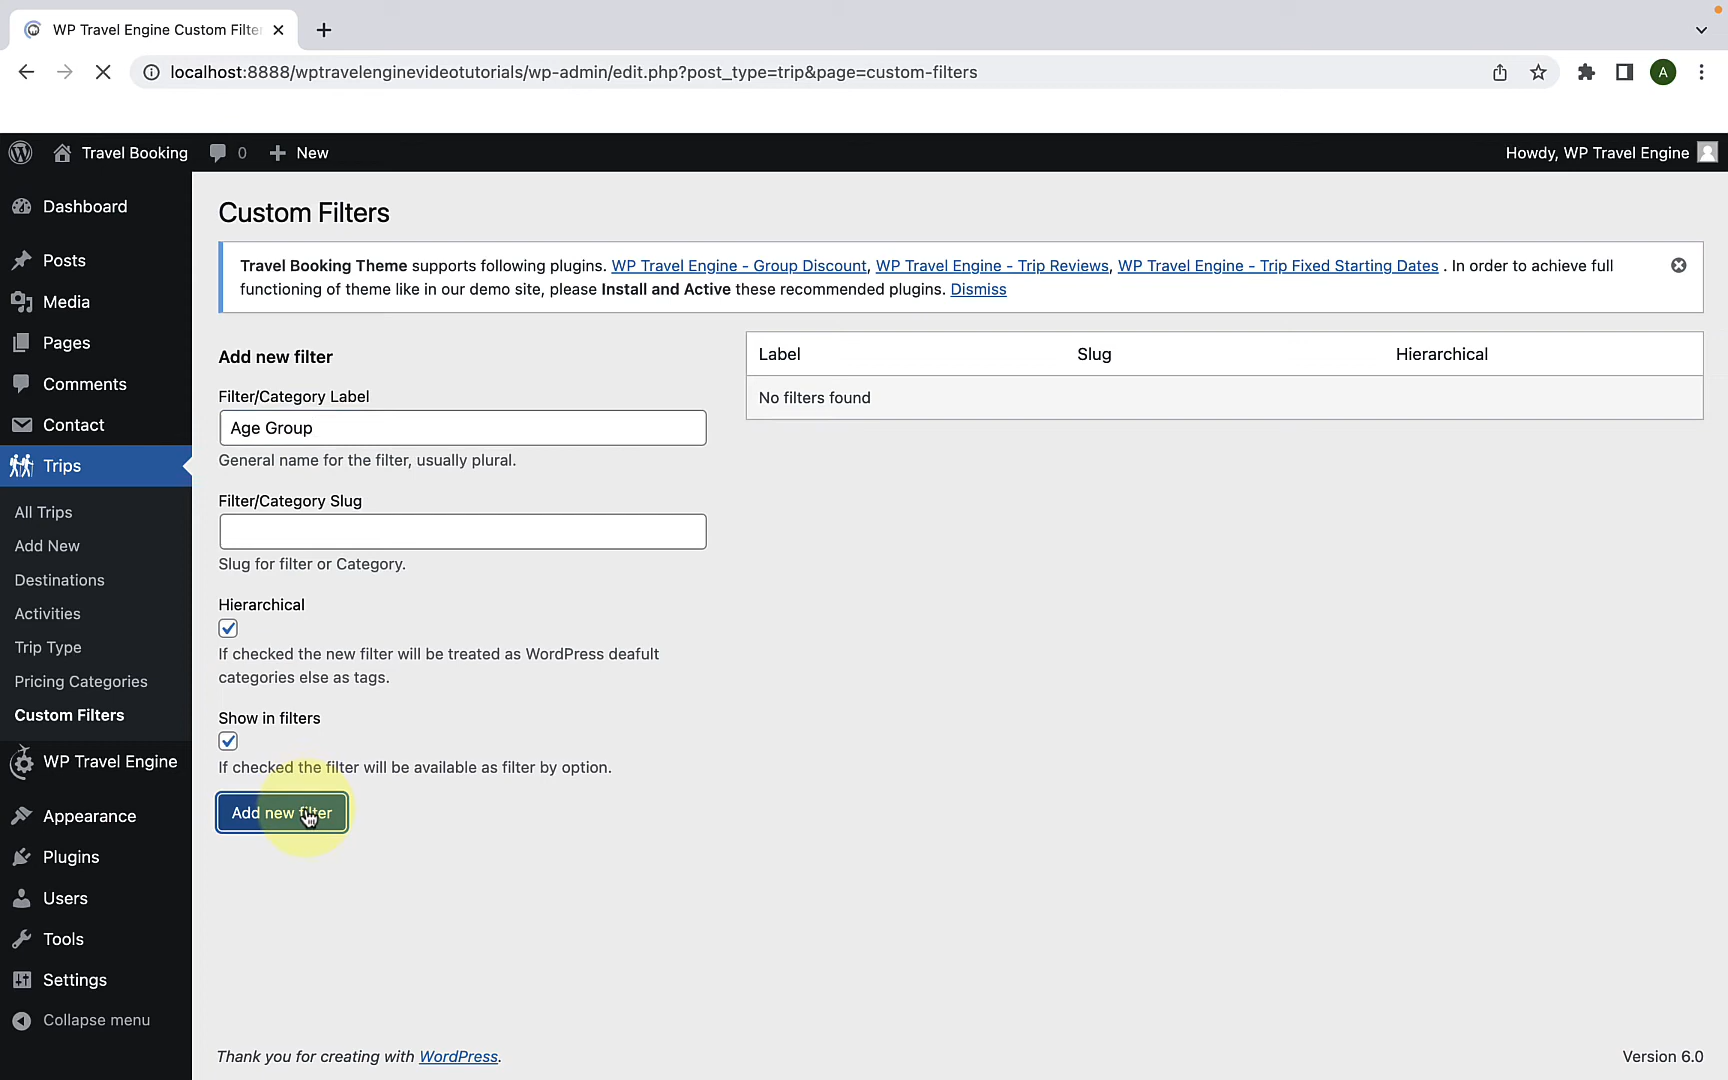 WP Travel Engine Custom Filte
localhost:8888/wptravelenginevideotutorials/wp-admin/edit.php?post_type=trip&page=custom-filters
A
Travel Booking
0
New
Howdy, WP Travel Engine
Dashboard
Posts
Media
Pages
Comments
Contact
Trips
All Trips
Add New
Destinations
Activities
Trip Type
Pricing Categories
Custom Filters
WP Travel Engine
Appearance
Plugins
Users
Tools
Settings
Collapse menu
Custom Filters
Travel Booking Theme supports following plugins. WP Travel Engine - Group Discount, WP Travel Engine - Trip Reviews, WP Travel Engine - Trip Fixed Starting Dates . In order to achieve full
functioning of theme like in our demo site, please Install and Active these recommended plugins. Dismiss
Add new filter
Filter/Category Label
Age Group
General name for the filter, usually plural.
Filter/Category Slug
Slug for filter or Category.
Hierarchical
If checked the new filter will be treated as WordPress deafult
categories else as tags.
Show in filters
If checked the filter will be available as filter by option.
Add new filter
Label Slug Hierarchical
No filters found
Thank you for creating with WordPress.
Version 6.0